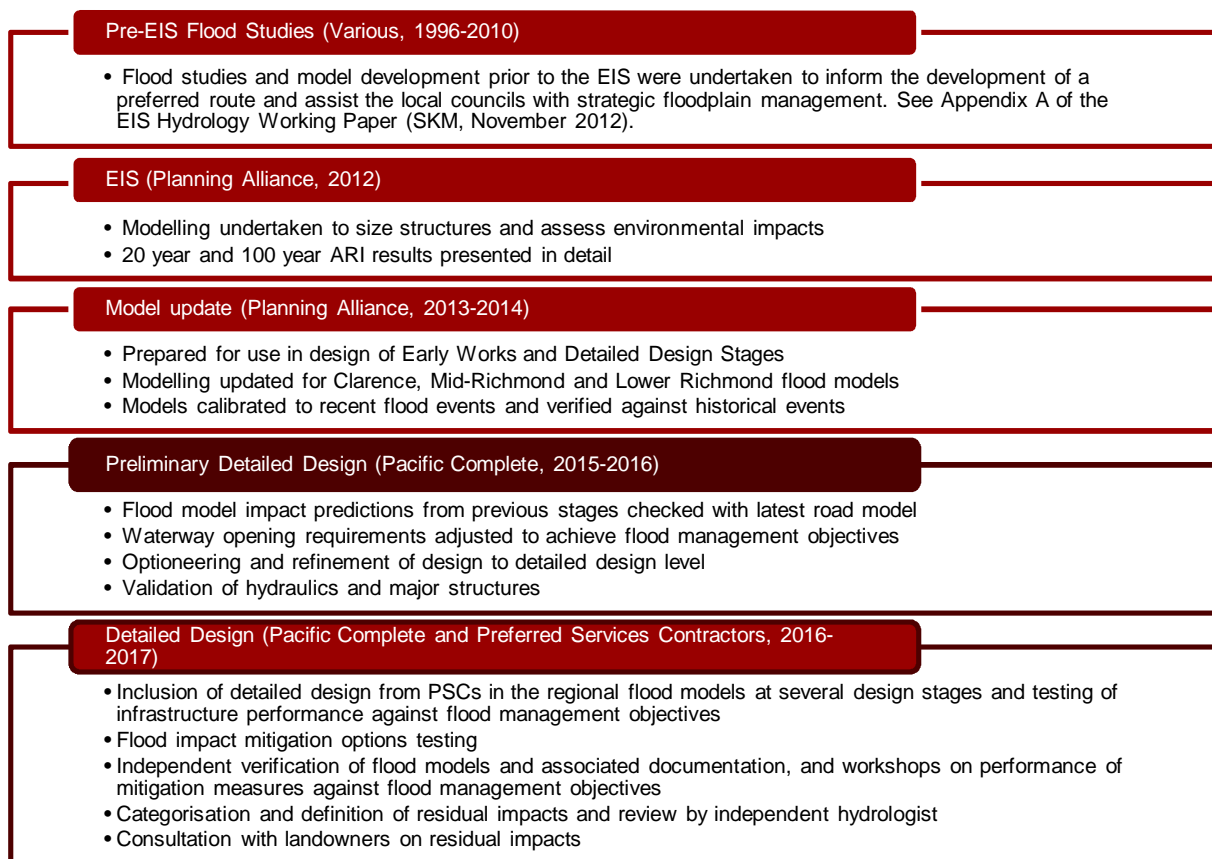 Pre-EIS Flood Studies (Various, 1996-2010)
• Flood studies and model development prior to the EIS were undertaken to inform the development of a
preferred route and assist the local councils with strategic floodplain management. See Appendix A of the
EIS Hydrology Working Paper (SKM, November 2012).
EIS (Planning Alliance, 2012)
• Modelling undertaken to size structures and assess environmental impacts
• 20 year and 100 year ARI results presented in detail
Model update (Planning Alliance, 2013-2014)
• Prepared for use in design of Early Works and Detailed Design Stages
• Modelling updated for Clarence, Mid-Richmond and Lower Richmond flood models
• Models calibrated to recent flood events and verified against historical events
Preliminary Detailed Design (Pacific Complete, 2015-2016)
• Flood model impact predictions from previous stages checked with latest road model
• Waterway opening requirements adjusted to achieve flood management objectives
• Optioneering and refinement of design to detailed design level
• Validation of hydraulics and major structures
Detailed Design (Pacific Complete and Preferred Services Contractors, 2016-
2017)
• Inclusion of detailed design from PSCs in the regional flood models at several design stages and testing of
infrastructure performance against flood management objectives
• Flood impact mitigation options testing
• Independent verification of flood models and associated documentation, and workshops on performance of
mitigation measures against flood management objectives
• Categorisation and definition of residual impacts and review by independent hydrologist
• Consultation with landowners on residual impacts